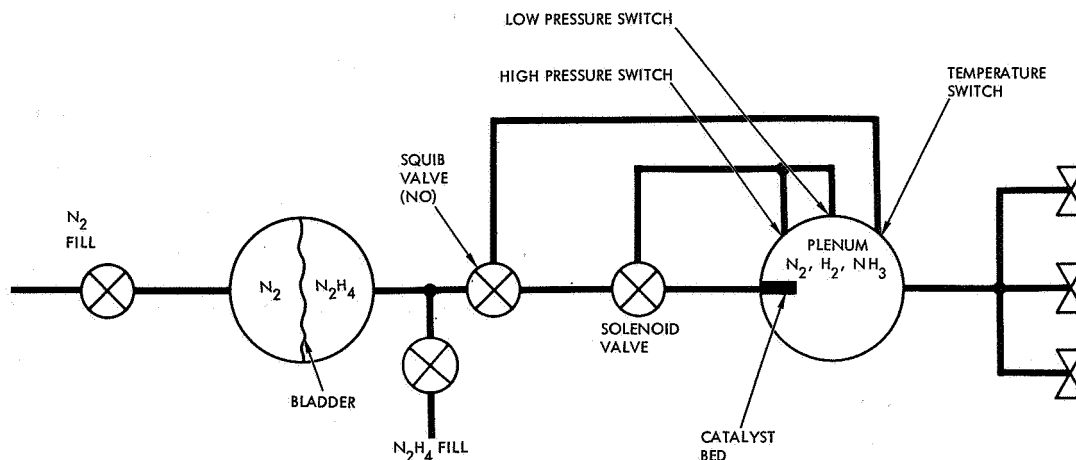 LOW PRESSURE SWITCH
HIGH PRESSURE SWITCH
TEMPERATURE
SWITCH
SQUIB
VALVE
(NO)
N2
FILL
PLENUM
N2, H2, NH3
N2
N2H4
SOLENOID
VALVE
BLADDER
N2H4 FILL
CATALYST
BED